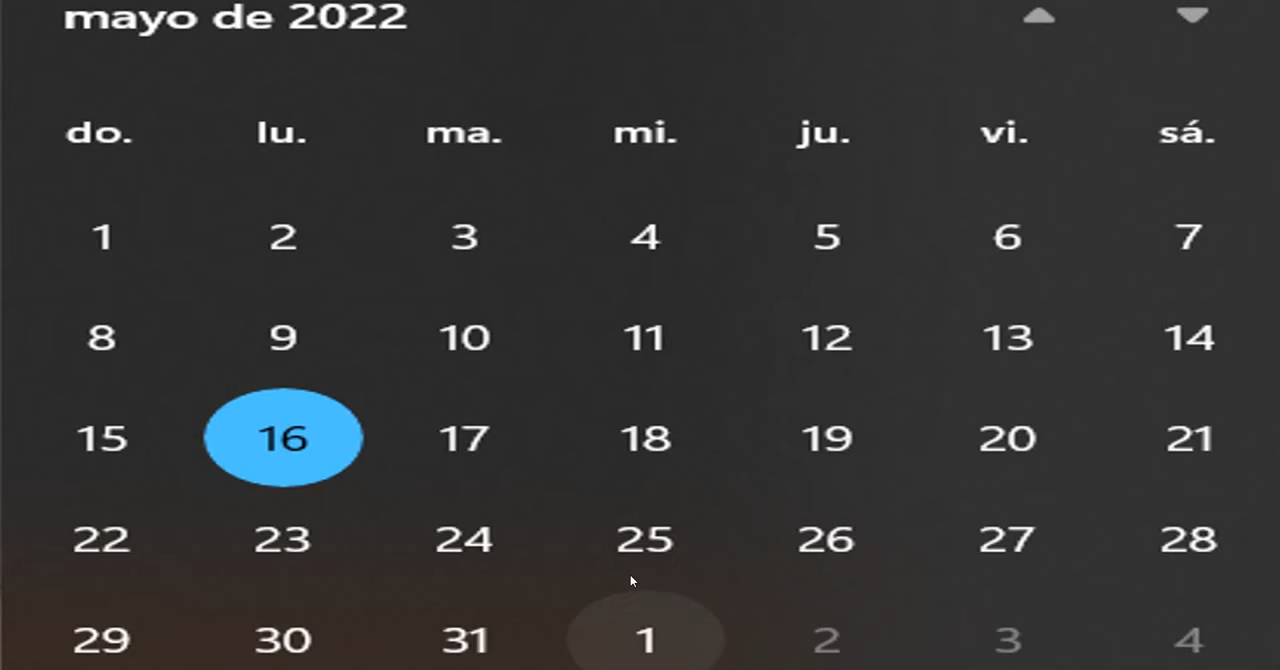 mayo de 2022
do. lu. ma. mi. ju. vi. sá.
1 2 3 4 5 6 7
8 9 10 11 12 13 14
15 16 17 18 19 20 21
22 23 24 25 26 27 28
29 30 31 1 2 3 4